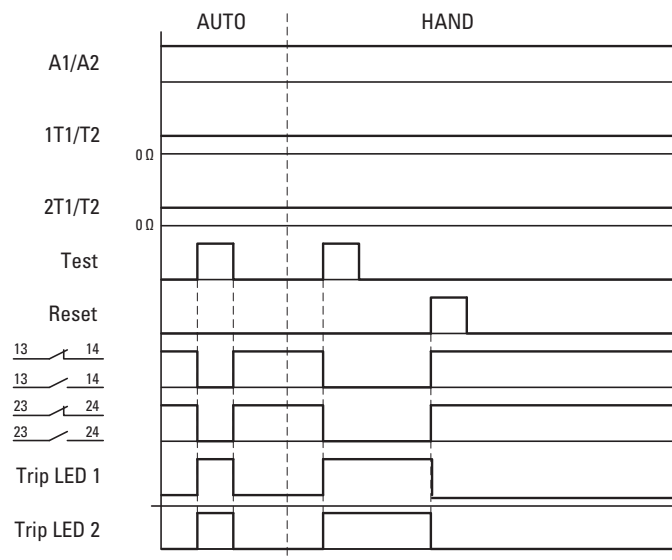 AUTO HAND
A1/A2
1T1/T2
0 Ω
2T1/T2
0 Ω
Test
Reset
13 14
13 14
23 24
23 24
Trip LED 1
Trip LED 2